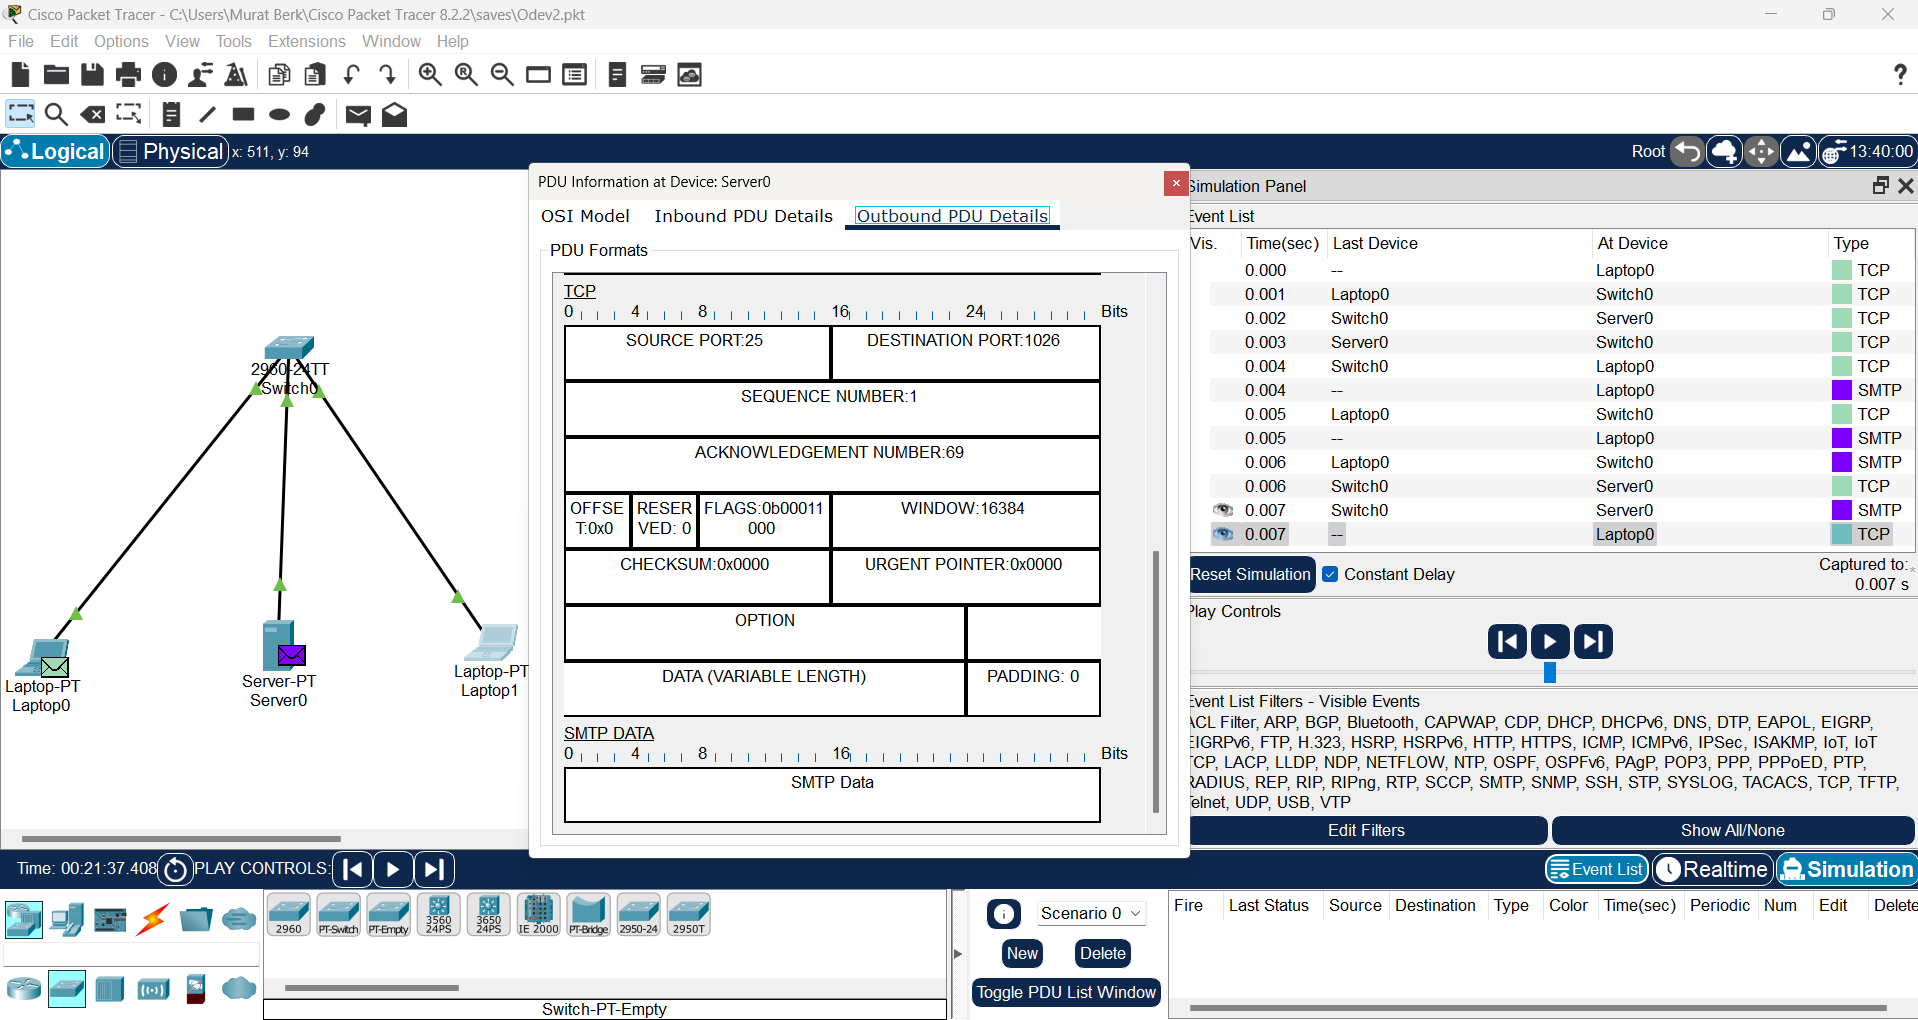 Cisco Packet Tracer - C:\Users\Murat Berk\Cisco Packet Tracer 8.2.2\saves\Odev2.pkt
File Edit Options View Tools Extensions Window Help
Logical Physical x: 511, y: 94
Root 13:40:00
2960-24TT
Switch0
Laptop-PT
Laptop0
Server-PT
Server0
Laptop-PT
Laptop1
PDU Information at Device: Server0
OSI Model Inbound PDU Details Outbound PDU Details
PDU Formats
TCP
0 4 8 16 24 Bits
SOURCE PORT:25 DESTINATION PORT:1026
SEQUENCE NUMBER:1
ACKNOWLEDGEMENT NUMBER:69
OFFSE RESER FLAGS:0b00011 WINDOW:16384
T:0x0 VED: 0 000
CHECKSUM:0x0000 URGENT POINTER:0x0000
OPTION
DATA (VARIABLE LENGTH) PADDING: 0
SMTP DATA
0 4 8 16 Bits
SMTP Data
Simulation Panel
Event List
Vis. Time(sec) Last Device At Device Type
0.000 -- Laptop0 TCP
0.001 Laptop0 Switch0 TCP
0.002 Switch0 Server0 TCP
0.003 Server0 Switch0 TCP
0.004 Switch0 Laptop0 TCP
0.004 -- Laptop0 SMTP
0.005 Laptop0 Switch0 TCP
0.005 -- Laptop0 SMTP
0.006 Laptop0 Switch0 SMTP
0.006 Switch0 Server0 TCP
0.007 Switch0 Server0 SMTP
0.007 -- Laptop0 TCP
Reset Simulation Constant Delay Captured to:
0.007 s
Play Controls
Event List Filters - Visible Events
ACL Filter, ARP, BGP, Bluetooth, CAPWAP, CDP, DHCP, DHCPv6, DNS, DTP, EAPOL, EIGRP,
EIGRPv6, FTP, H.323, HSRP, HSRPv6, HTTP, HTTPS, ICMP, ICMPv6, IPSec, ISAKMP, IoT, IoT
TCP, LACP, LLDP, NDP, NETFLOW, NTP, OSPF, OSPFv6, PAgP, POP3, PPP, PPPoED, PTP,
RADIUS, REP, RIP, RIPng, RTP, SCCP, SMTP, SNMP, SSH, STP, SYSLOG, TACACS, TCP, TFTP,
Telnet, UDP, USB, VTP
Edit Filters Show All/None
Time: 00:21:37.408 PLAY CONTROLS: Event List Realtime Simulation
2960 PT-Switch PT-Empty 3560 24PS 3650 24PS IE 2000 PT-Bridge 2950-24 2950T
Switch-PT-Empty
Scenario 0
New Delete
Toggle PDU List Window
Fire Last Status Source Destination Type Color Time(sec) Periodic Num Edit Delete